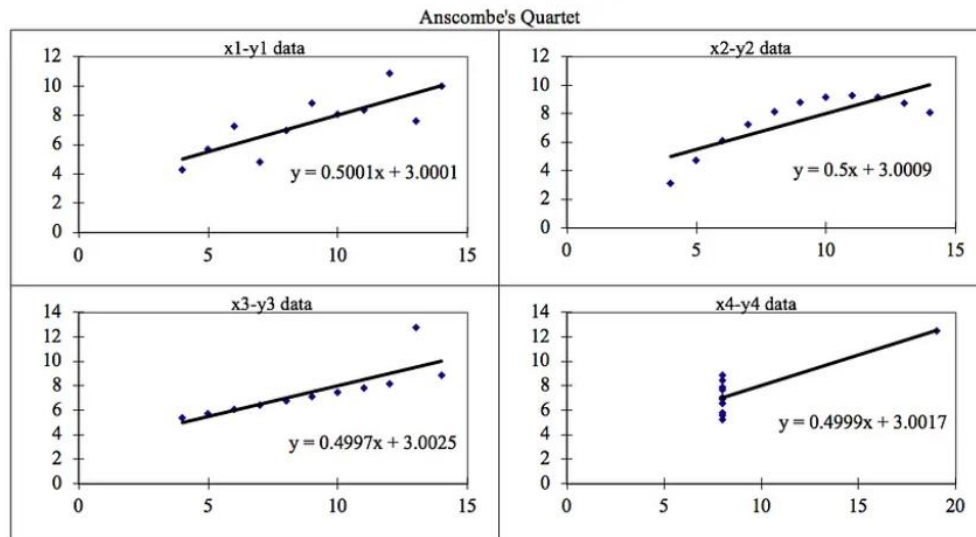 Anscombe's Quartet
x1-y1 data
12
10
8
6
4
2
0
y = 0.5001x + 3.0001
0 5 10 15
x2-y2 data
12
10
8
6
4
2
0
y = 0.5x + 3.0009
0 5 10 15
x3-y3 data
14
12
10
8
6
4
2
0
y = 0.4997x + 3.0025
0 5 10 15
x4-y4 data
14
12
10
8
6
4
2
0
y = 0.4999x + 3.0017
0 5 10 15 20